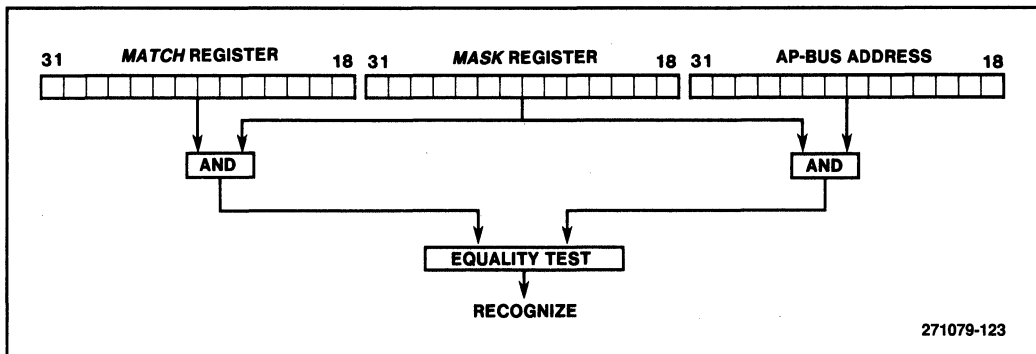 31 MATCH REGISTER 18 31 MASK REGISTER 18 31 AP-BUS ADDRESS 18
AND AND
EQUALITY TEST
RECOGNIZE
271079-123